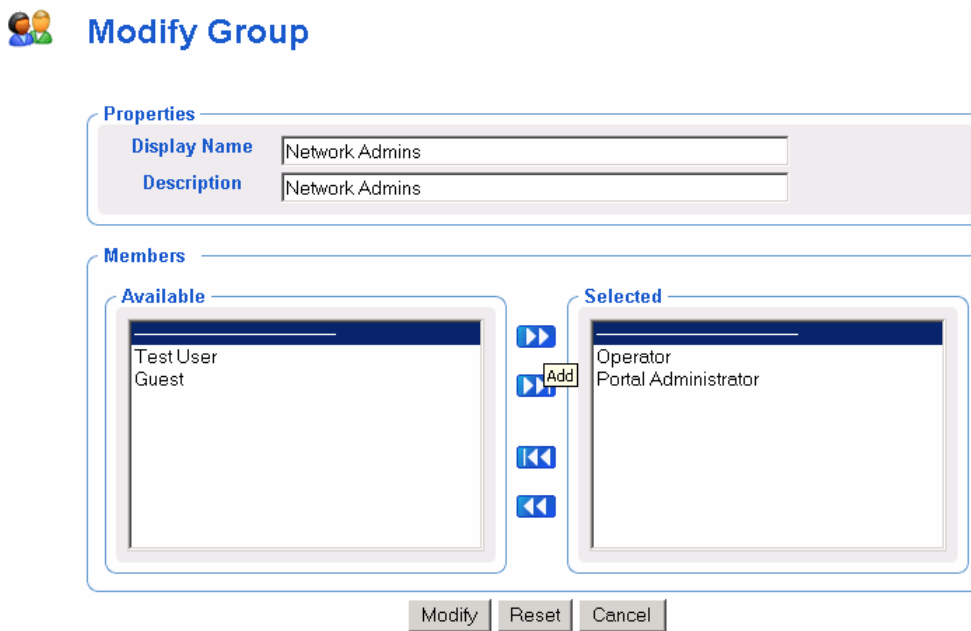 Modify Group
Properties
Display Name Network Admins
Description Network Admins
Members
Available
Test User
Guest
Add
Selected
Operator
Portal Administrator
Modify Reset Cancel